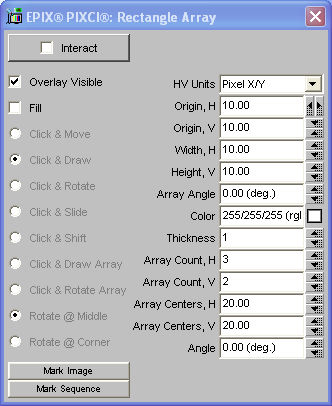 EPIX® PIXCI®: Rectangle Array
Interact
Overlay Visible
HV Units Pixel X/Y
Fill
Origin, H 10.00
Click & Move
Origin, V 10.00
Click & Draw
Width, H 10.00
Click & Rotate
Height, V 10.00
Click & Slide
Array Angle 0.00 (deg.)
Click & Shift
Color 255/255/255 (rgl
Click & Draw Array
Thickness 1
Click & Rotate Array
Array Count, H 3
Rotate @ Middle
Array Count, V 2
Rotate @ Corner
Array Centers, H 20.00
Array Centers, V 20.00
Angle 0.00 (deg.)
Mark Image
Mark Sequence